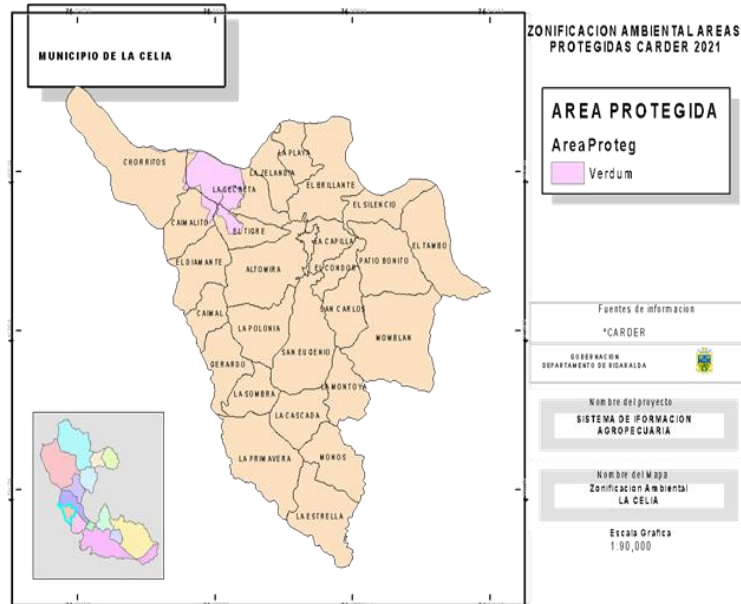 MUNICIPIO DE LA CELIA
ZONIFICACION AMBIENTAL AREAS
PROTEGIDAS CARDER 2021
AREA PROTEGIDA
AreaProteg
Verdum
CHORRITOS
LA PLAYA
LA ZELANDIA
LA SECRETA
EL BRILLANTE
EL SILENCIO
CAIMALITO
EL TIGRE
LA CAPILLA
EL TAMBO
EL DIAMANTE
ALTOMIRA
EL CONDOR
PATIO BONITO
CAIMAL
SAN CARLOS
LA POLONIA
MOMBLAN
SAN EUGENIO
GERARDO
LA MONTOYA
LA SOMBRA
LA CASCADA
LA PRIMAVERA
MONOS
LA ESTRELLA
Fuentes de informacion
*CARDER
GOBERNACION
DEPARTAMENTO DE RISARALDA
Nombre del proyecto
SISTEMA DE IFORMACION
AGROPECUARIA
Nombre del Mapa
Zonificacion Ambiental
LA CELIA
Escala Grafica
1:90,000